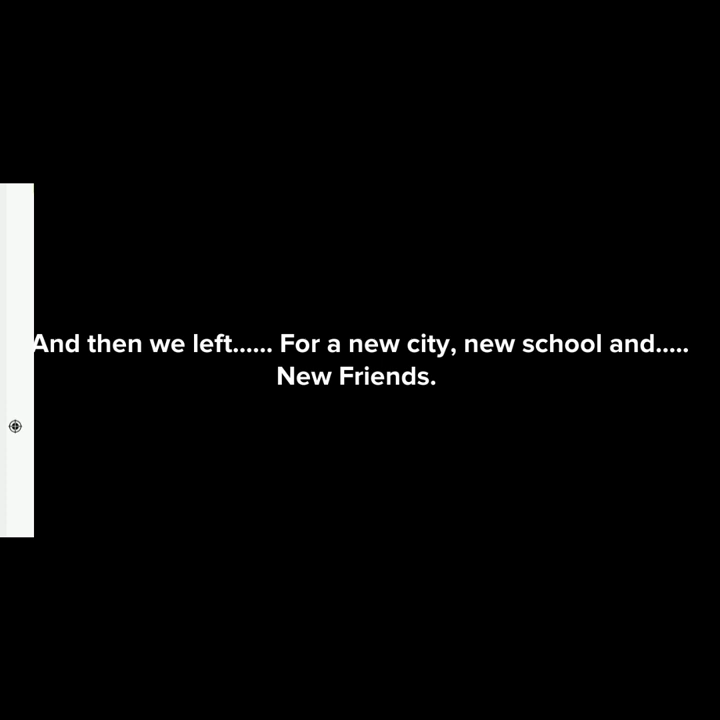 And then we left...... For a new city, new school and.....
New Friends.